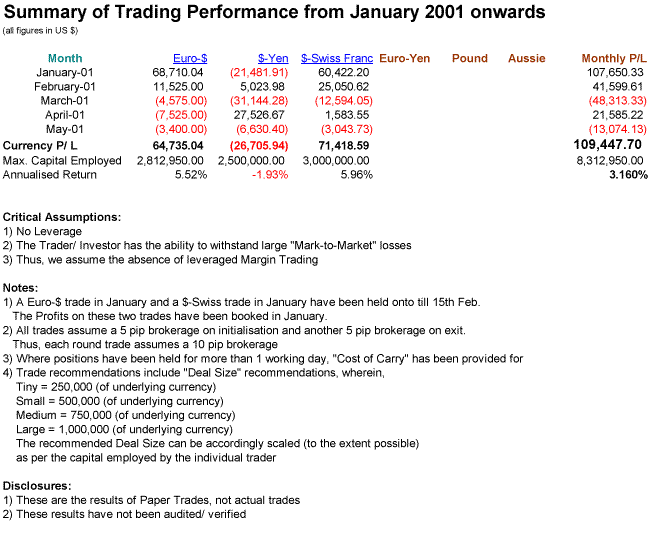 Summary of Trading Performance from January 2001 onwards
(all figures in US $)
Month Euro-$ $-Yen $-Swiss Franc Euro-Yen Pound Aussie Monthly P/L
January-01 68,710.04 (21,481.91) 60,422.20 107,650.33
February-01 11,525.00 5,023.98 25,050.62 41,599.61
March-01 (4,575.00) (31,144.28) (12,594.05) (48,313.33)
April-01 (7,525.00) 27,526.67 1,583.55 21,585.22
May-01 (3,400.00) (6,630.40) (3,043.73) (13,074.13)
Currency P/ L 64,735.04 (26,705.94) 71,418.59 109,447.70
Max. Capital Employed 2,812,950.00 2,500,000.00 3,000,000.00 8,312,950.00
Annualised Return 5.52% -1.93% 5.96% 3.160%
Critical Assumptions:
1) No Leverage
2) The Trader/ Investor has the ability to withstand large "Mark-to-Market" losses
3) Thus, we assume the absence of leveraged Margin Trading
Notes:
1) A Euro-$ trade in January and a $-Swiss trade in January have been held onto till 15th Feb.
The Profits on these two trades have been booked in January.
2) All trades assume a 5 pip brokerage on initialisation and another 5 pip brokerage on exit.
Thus, each round trade assumes a 10 pip brokerage
3) Where positions have been held for more than 1 working day, "Cost of Carry" has been provided for
4) Trade recommendations include "Deal Size" recommendations, wherein,
Tiny = 250,000 (of underlying currency)
Small = 500,000 (of underlying currency)
Medium = 750,000 (of underlying currency)
Large = 1,000,000 (of underlying currency)
The recommended Deal Size can be accordingly scaled (to the extent possible)
as per the capital employed by the individual trader
Disclosures:
1) These are the results of Paper Trades, not actual trades
2) These results have not been audited/ verified